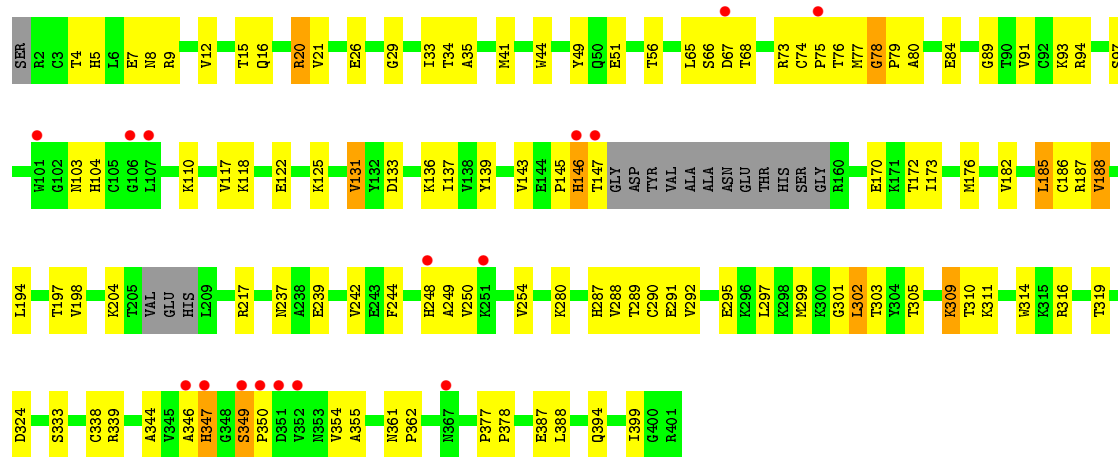 SER R2 C3 T4 H5 L6 E7 N8 R9 V12 T15 Q16 R20 V21 E26 G29 I33 T34 A35 M41 W44 Y49 Q50 E51 T56 L65 S66 D67 T68 R73 C74 P75 T76 M77 G78 P79 A80 E84 G89 T90 V91 C92 K93 R94
W101 G102 N103 H104 C105 G106 L107 K110 V117 K118 E122 K125 V131 Y132 D133 K136 I137 V138 Y139 V143 E144 P145 H146 T147 GLY ASP TYR VAL ALA ALA ASN GLU THR HIS SER GLY R160 E170 K171 T172 I173 M176 V182 L185 C186 R187 V188
L194 T197 V198 K204 T205 VAL GLU HIS L209 R217 N237 A238 E239 V242 E243 F244 H248 A249 V250 K251 V254 K280 H287 V288 T289 C290 E291 V292 E295 K296 L297 K298 M299 K300 G301 L302 T303 Y304 T305 K309 T310 K311 W314 K315 R316 T319
D324 S333 C338 R339 A344 V345 A346 H347 G348 S349 P350 D351 V352 N353 V354 A355 N361 P362 N367 P377 P378 E387 L388 Q394 I399 G400 R401